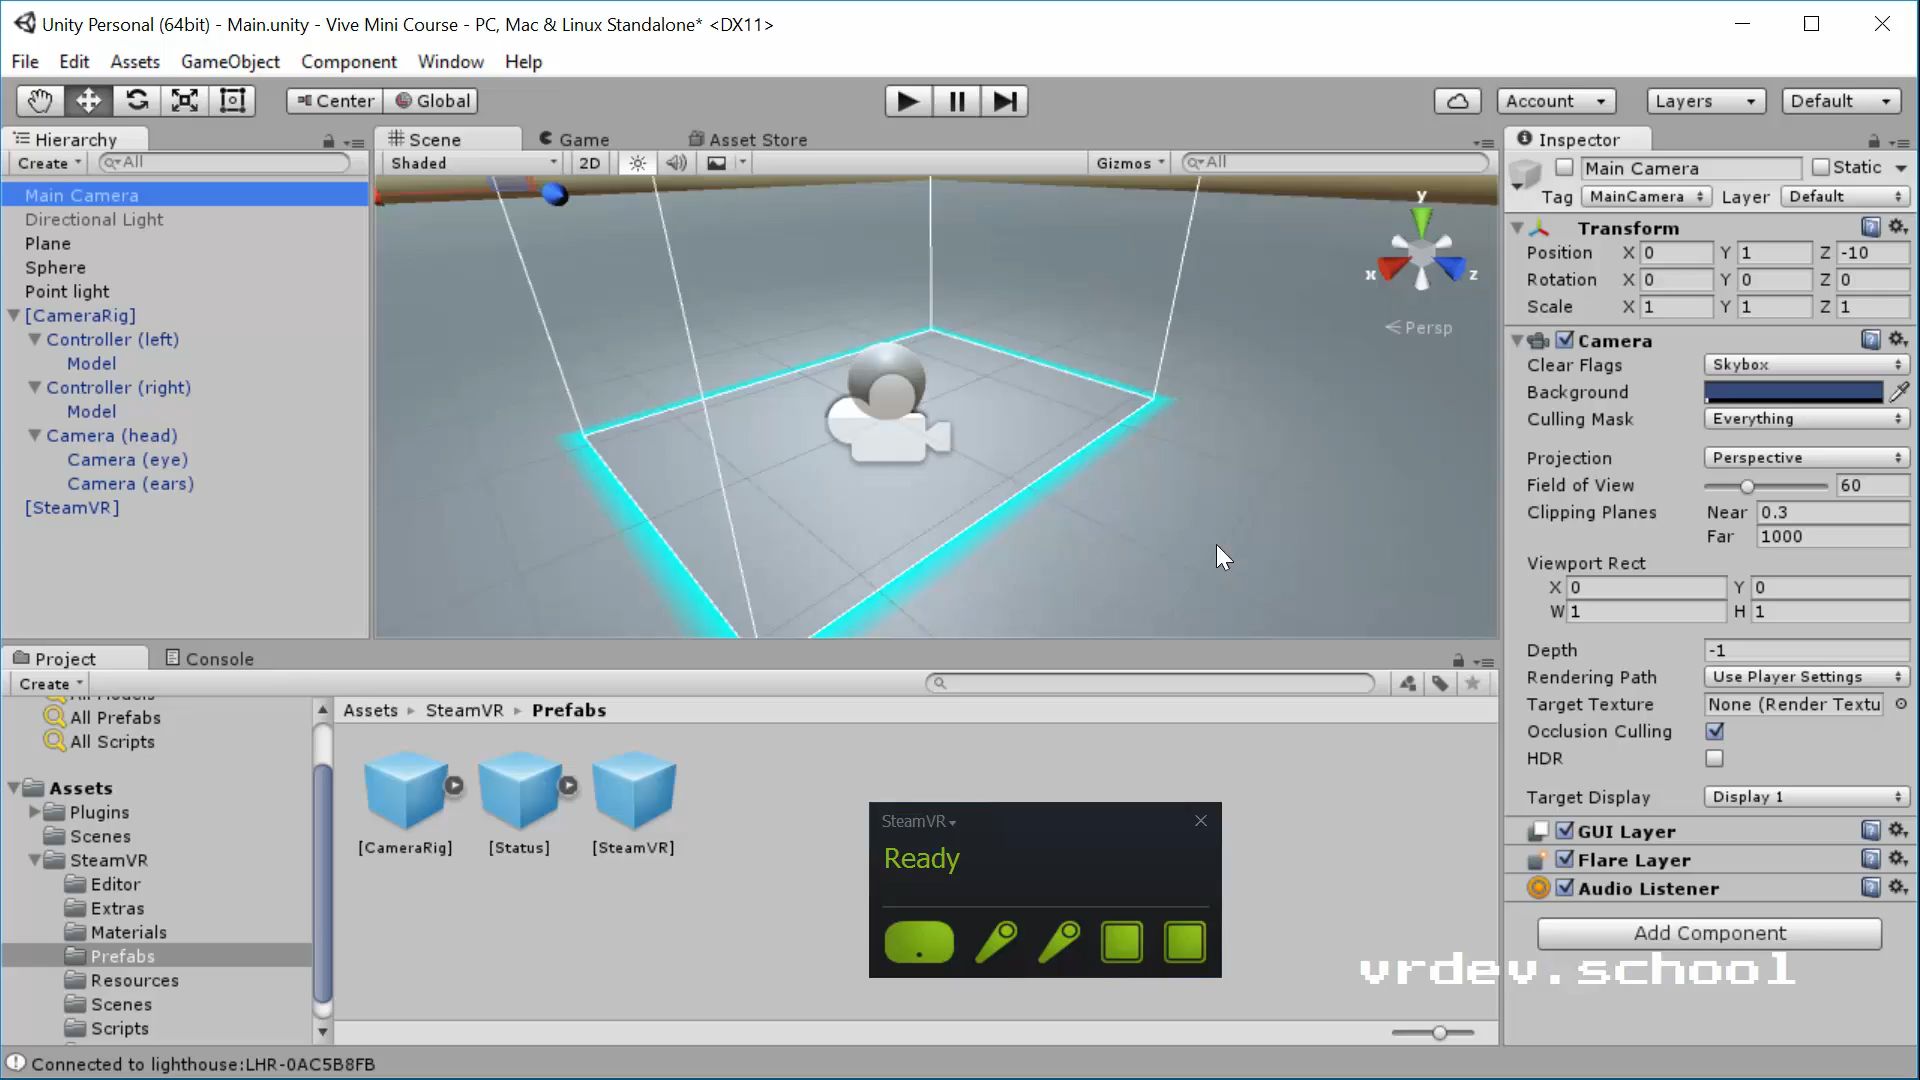 Unity Personal (64bit) - Main.unity - Vive Mini Course - PC, Mac & Linux Standalone* <DX11>
File Edit Assets GameObject Component Window Help
Center Global
Account Layers Default
Hierarchy
Create All
Main Camera
Directional Light
Plane
Sphere
Point light
[CameraRig]
Controller (left)
Model
Controller (right)
Model
Camera (head)
Camera (eye)
Camera (ears)
[SteamVR]
Scene Game Asset Store
Shaded 2D Gizmos All
y
x z
Persp
Inspector
Main Camera Static
Tag MainCamera Layer Default
Transform
Position X 0 Y 1 Z -10
Rotation X 0 Y 0 Z 0
Scale X 1 Y 1 Z 1
Camera
Clear Flags Skybox
Background
Culling Mask Everything
Projection Perspective
Field of View 60
Clipping Planes Near 0.3
Far 1000
Viewport Rect
X 0 Y 0
W 1 H 1
Depth -1
Rendering Path Use Player Settings
Target Texture None (Render Textu
Occlusion Culling
HDR
Target Display Display 1
GUI Layer
Flare Layer
Audio Listener
Add Component
Project Console
Create
All Models
All Prefabs
All Scripts
Assets
Plugins
Scenes
SteamVR
Editor
Extras
Materials
Prefabs
Resources
Scenes
Scripts
Assets SteamVR Prefabs
[CameraRig] [Status] [SteamVR]
SteamVR
Ready
vrdev.school
Connected to lighthouse:LHR-0AC5B8FB